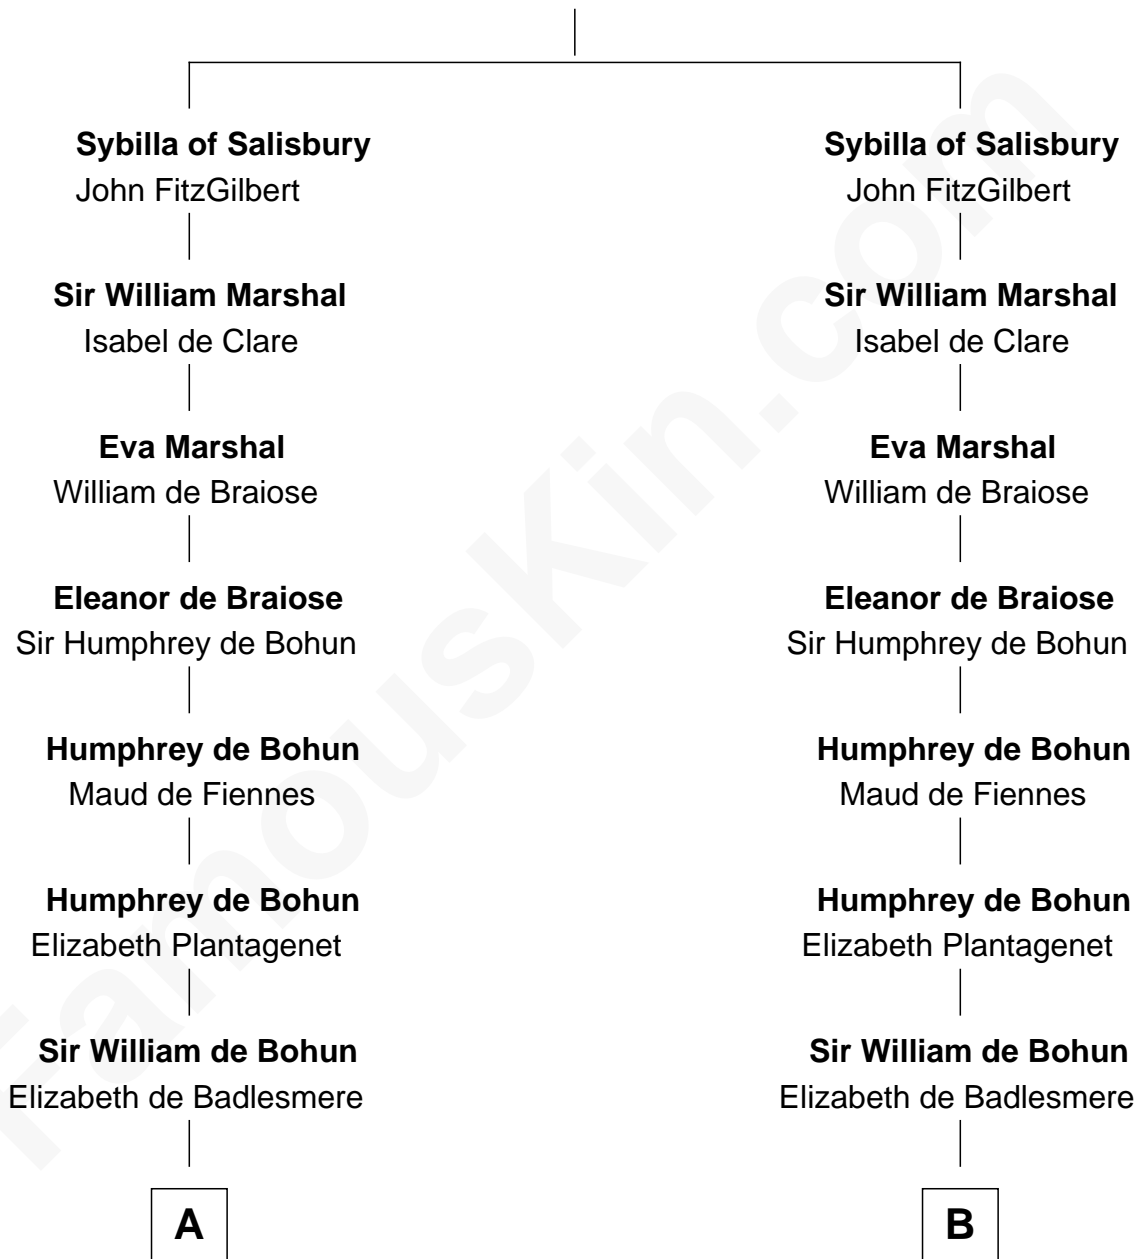 Sybilla of Salisbury
John FitzGilbert
Sir William Marshal
Isabel de Clare
Eva Marshal
William de Braiose
Eleanor de Braiose
Sir Humphrey de Bohun
Humphrey de Bohun
Maud de Fiennes
Humphrey de Bohun
Elizabeth Plantagenet
Sir William de Bohun
Elizabeth de Badlesmere
A
Sybilla of Salisbury
John FitzGilbert
Sir William Marshal
Isabel de Clare
Eva Marshal
William de Braiose
Eleanor de Braiose
Sir Humphrey de Bohun
Humphrey de Bohun
Maud de Fiennes
Humphrey de Bohun
Elizabeth Plantagenet
Sir William de Bohun
Elizabeth de Badlesmere
B
FamousKin.com